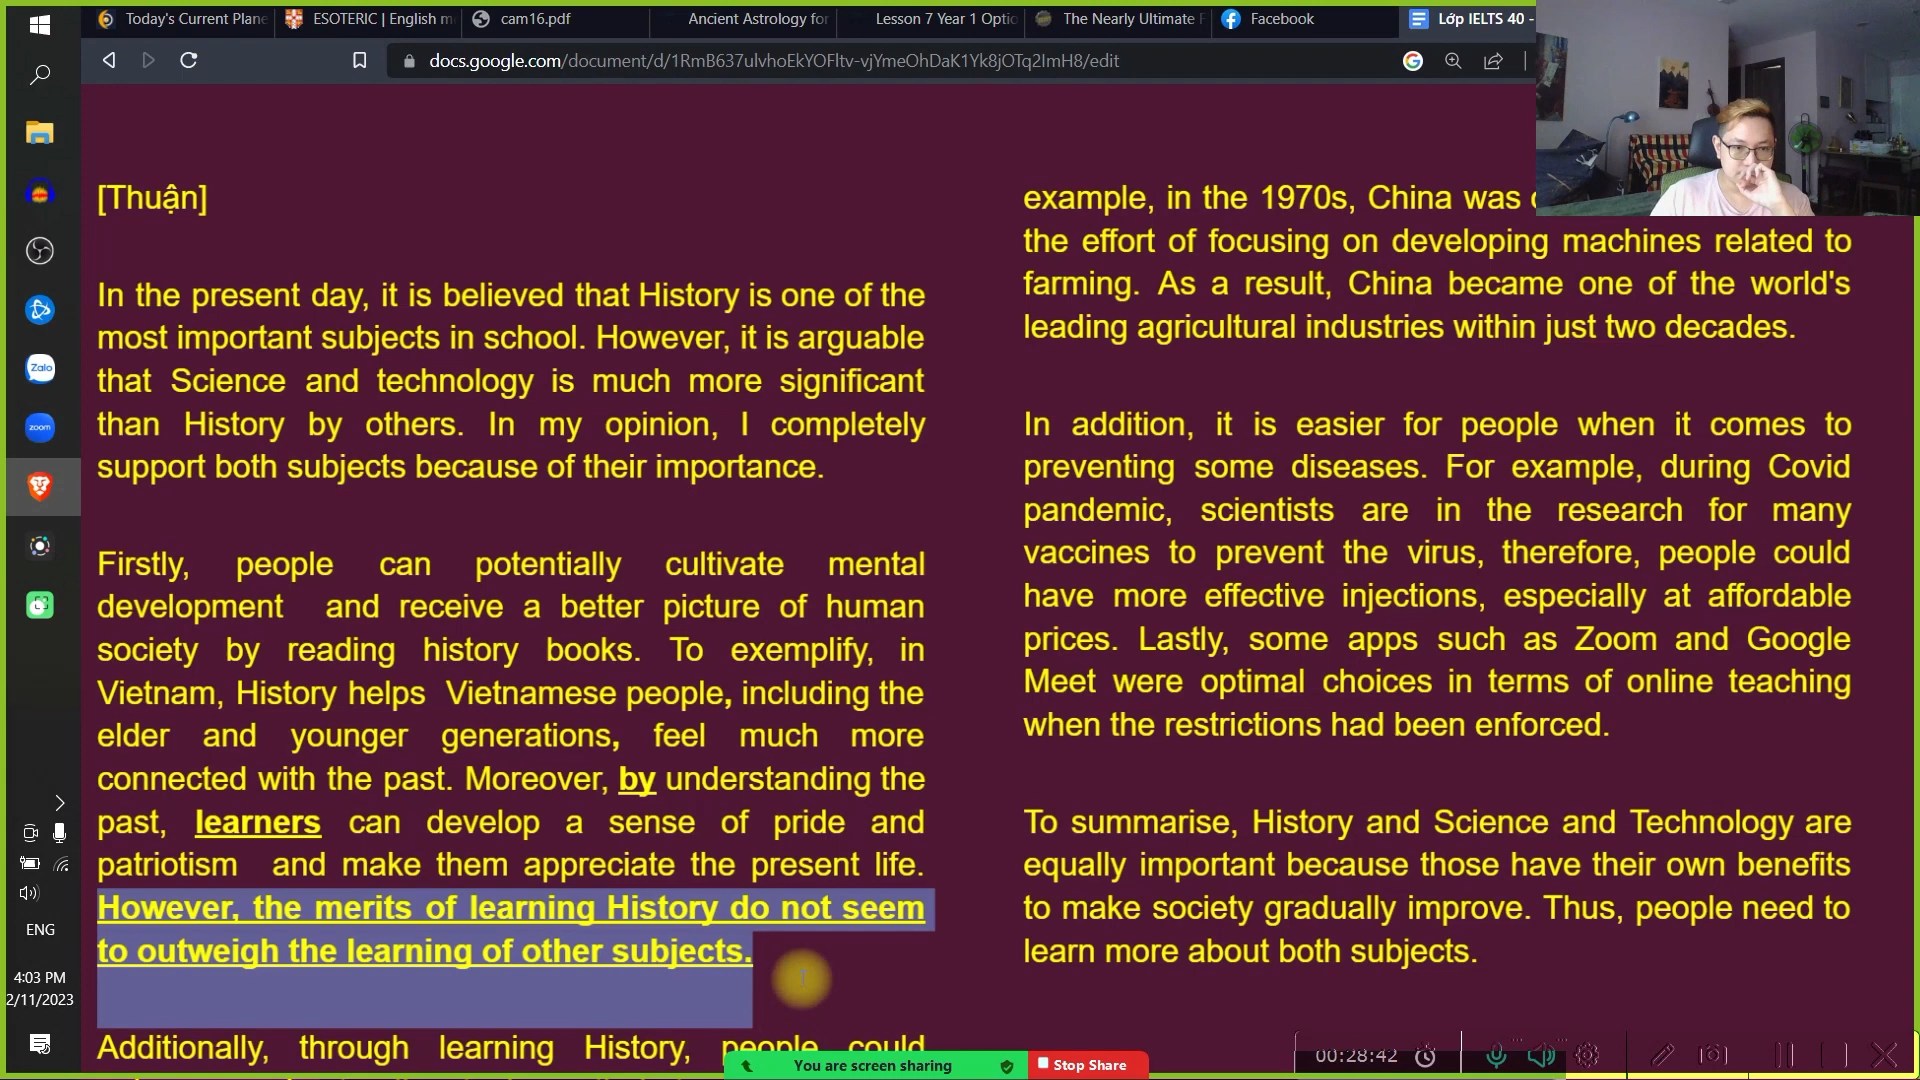 Today's Current Plane
ESOTERIC | English m
cam16.pdf
Ancient Astrology for
Lesson 7 Year 1 Optio
The Nearly Ultimate F
Facebook
Lớp IELTS 40 -
docs.google.com/document/d/1RmB637ulvhoEkYOFltv-vjYmeOhDaK1Yk8jOTq2ImH8/edit
[Thuận]
In the present day, it is believed that History is one of the
most important subjects in school. However, it is arguable
that Science and technology is much more significant
than History by others. In my opinion, I completely
support both subjects because of their importance.
Firstly, people can potentially cultivate mental
development and receive a better picture of human
society by reading history books. To exemplify, in
Vietnam, History helps Vietnamese people, including the
elder and younger generations, feel much more
connected with the past. Moreover, by understanding the
past, learners can develop a sense of pride and
patriotism and make them appreciate the present life.
However, the merits of learning History do not seem
to outweigh the learning of other subjects.
Additionally, through learning History, people could
example, in the 1970s, China was
the effort of focusing on developing machines related to
farming. As a result, China became one of the world's
leading agricultural industries within just two decades.
In addition, it is easier for people when it comes to
preventing some diseases. For example, during Covid
pandemic, scientists are in the research for many
vaccines to prevent the virus, therefore, people could
have more effective injections, especially at affordable
prices. Lastly, some apps such as Zoom and Google
Meet were optimal choices in terms of online teaching
when the restrictions had been enforced.
To summarise, History and Science and Technology are
equally important because those have their own benefits
to make society gradually improve. Thus, people need to
learn more about both subjects.
Zalo
zoom
ENG
4:03 PM
2/11/2023
You are screen sharing
Stop Share
00:28:42